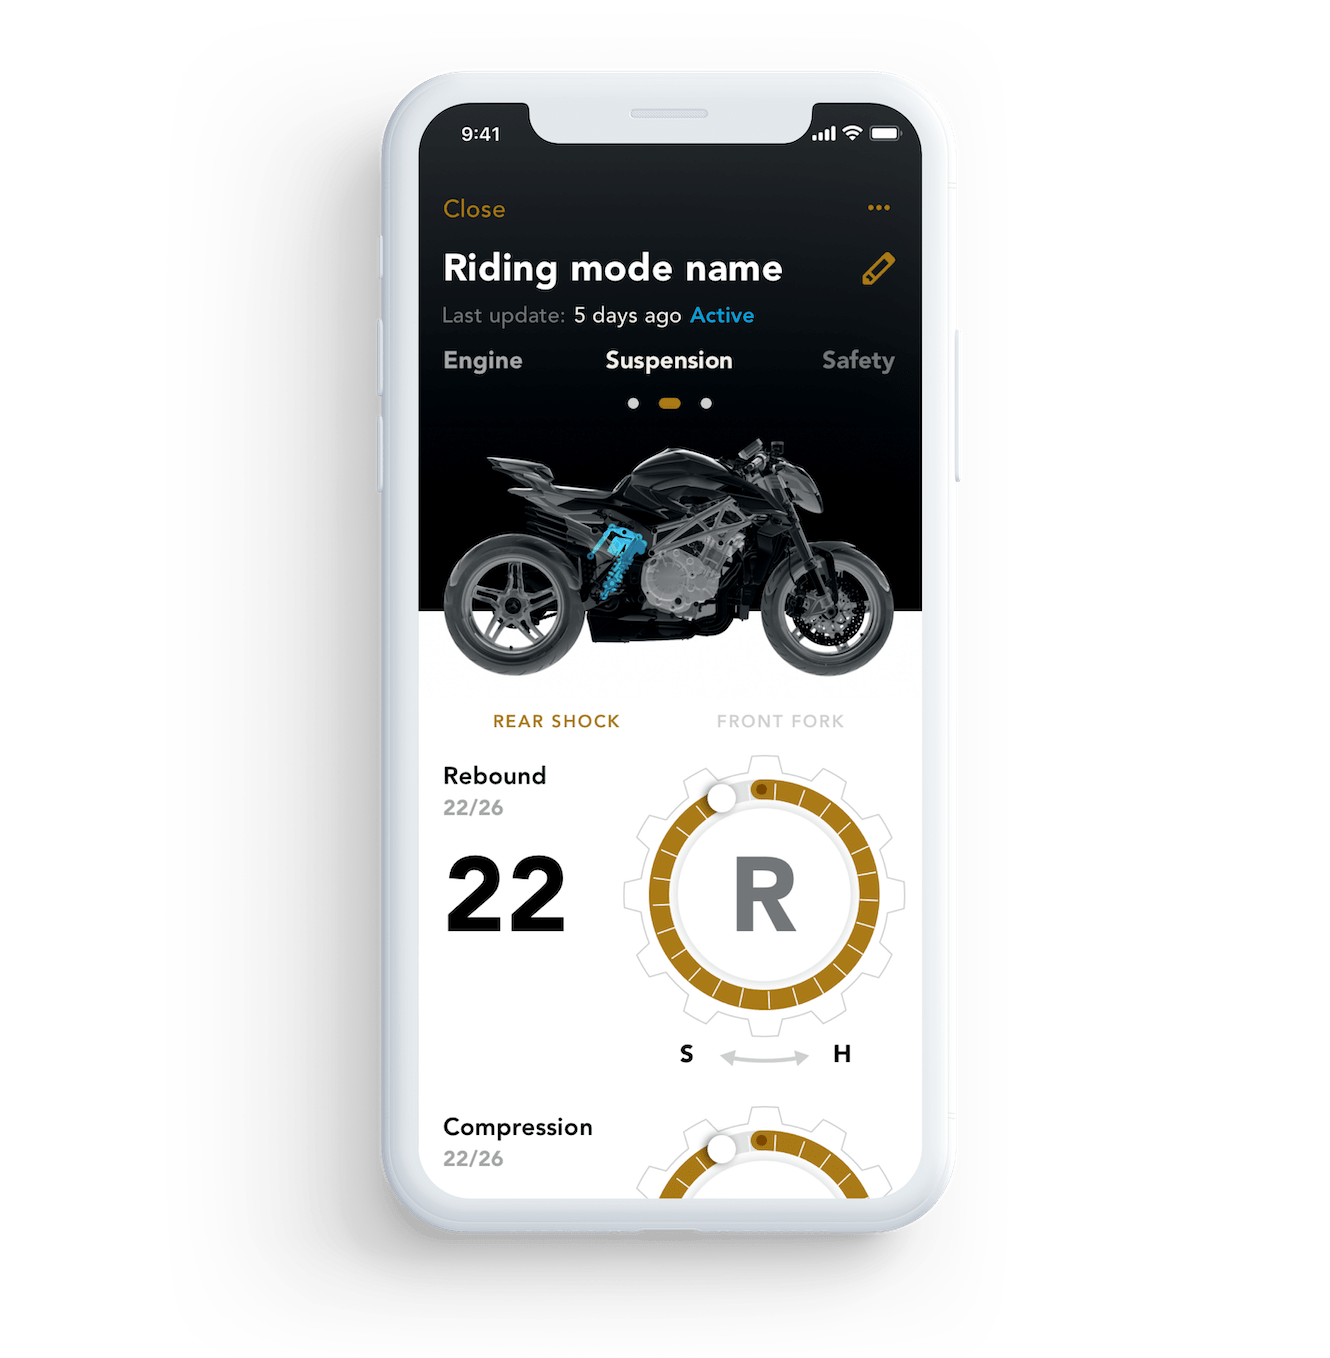 9:41
Close
Riding mode name
Last update: 5 days ago Active
Engine Suspension Safety
REAR SHOCK FRONT FORK
Rebound
22/26
22
R
S H
Compression
22/26